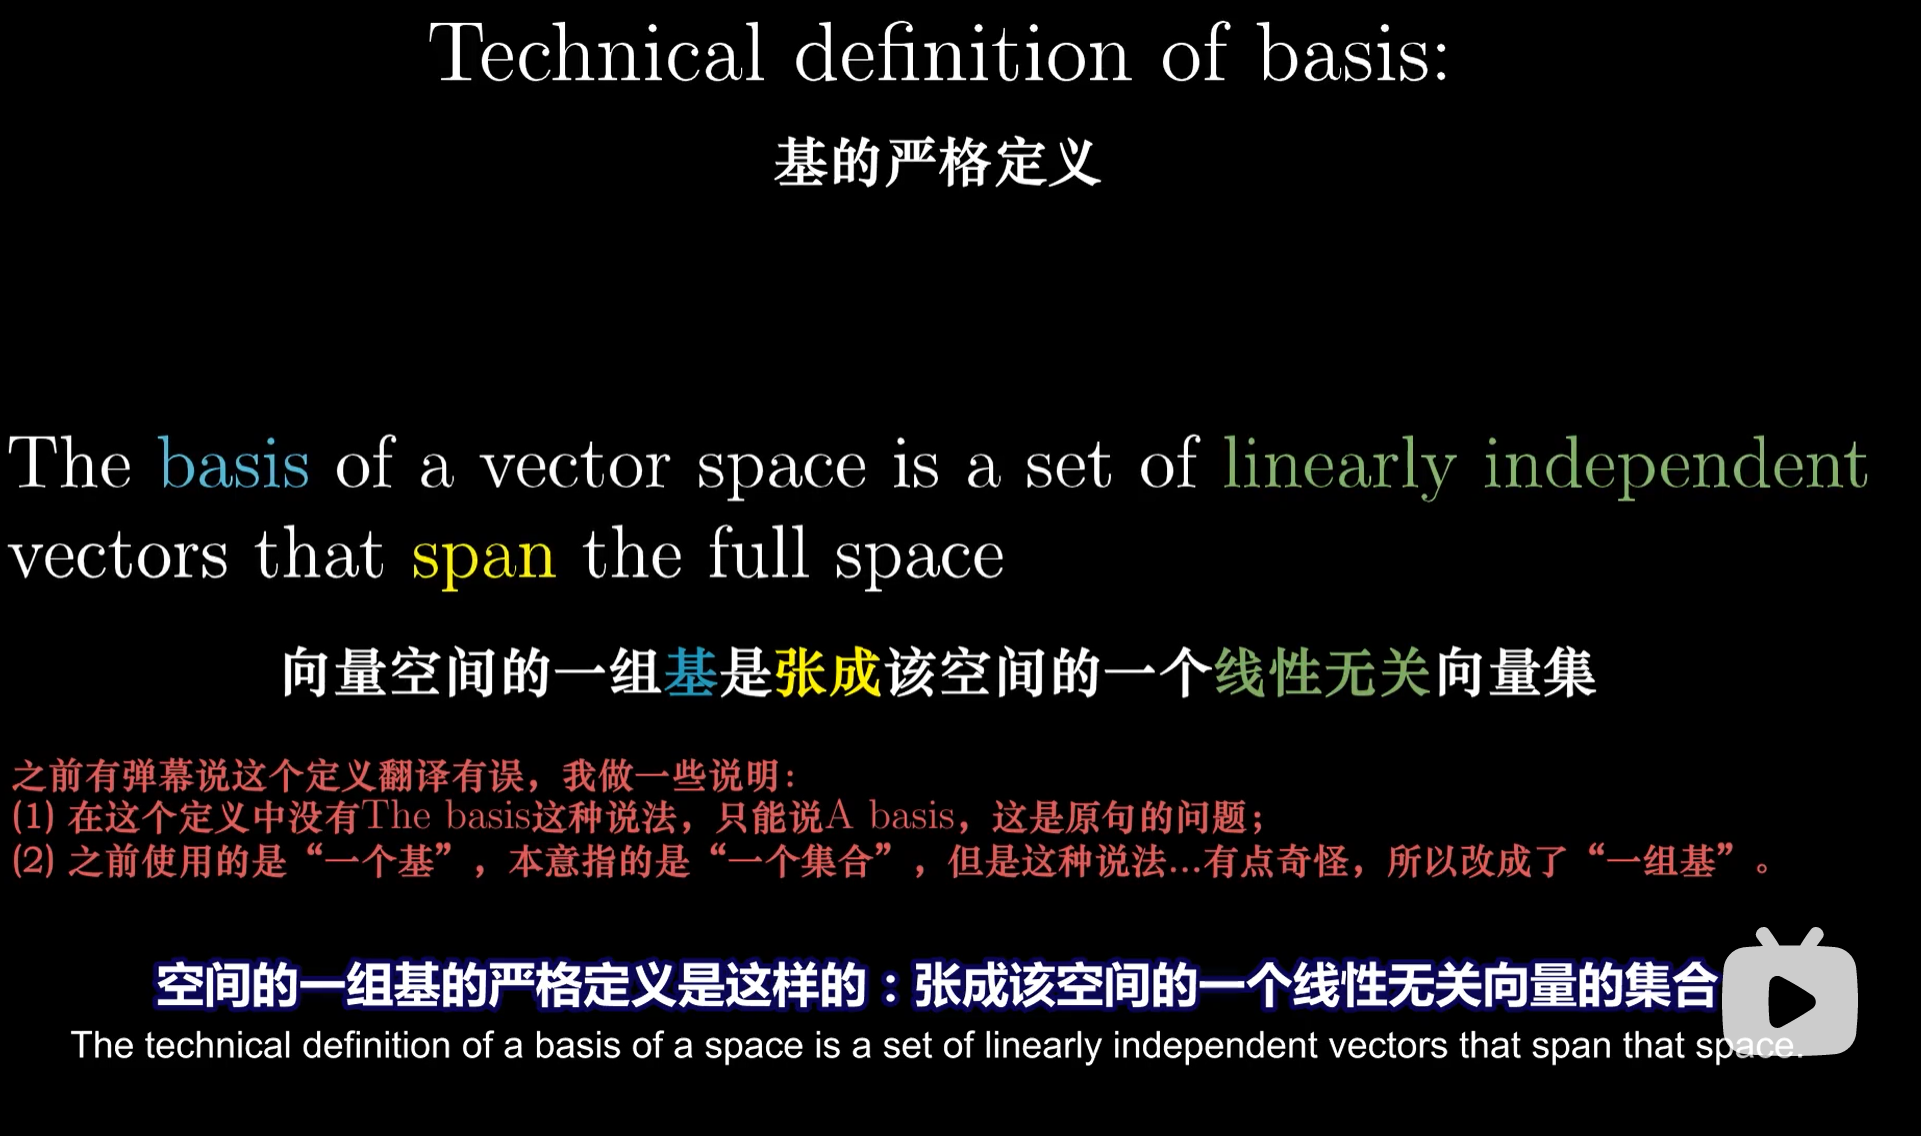 Technical definition of basis:
基的严格定义
The basis of a vector space is a set of linearly independent
vectors that span the full space
向量空间的一组基是张成该空间的一个线性无关向量集
之前有弹幕说这个定义翻译有误，我做一些说明：
(1) 在这个定义中没有The basis这种说法，只能说A basis，这是原句的问题；
(2) 之前使用的是“一个基”，本意指的是“一个集合”，但是这种说法...有点奇怪，所以改成了“一组基”。
空间的一组基的严格定义是这样的：张成该空间的一个线性无关向量的集合
The technical definition of a basis of a space is a set of linearly independent vectors that span that space.